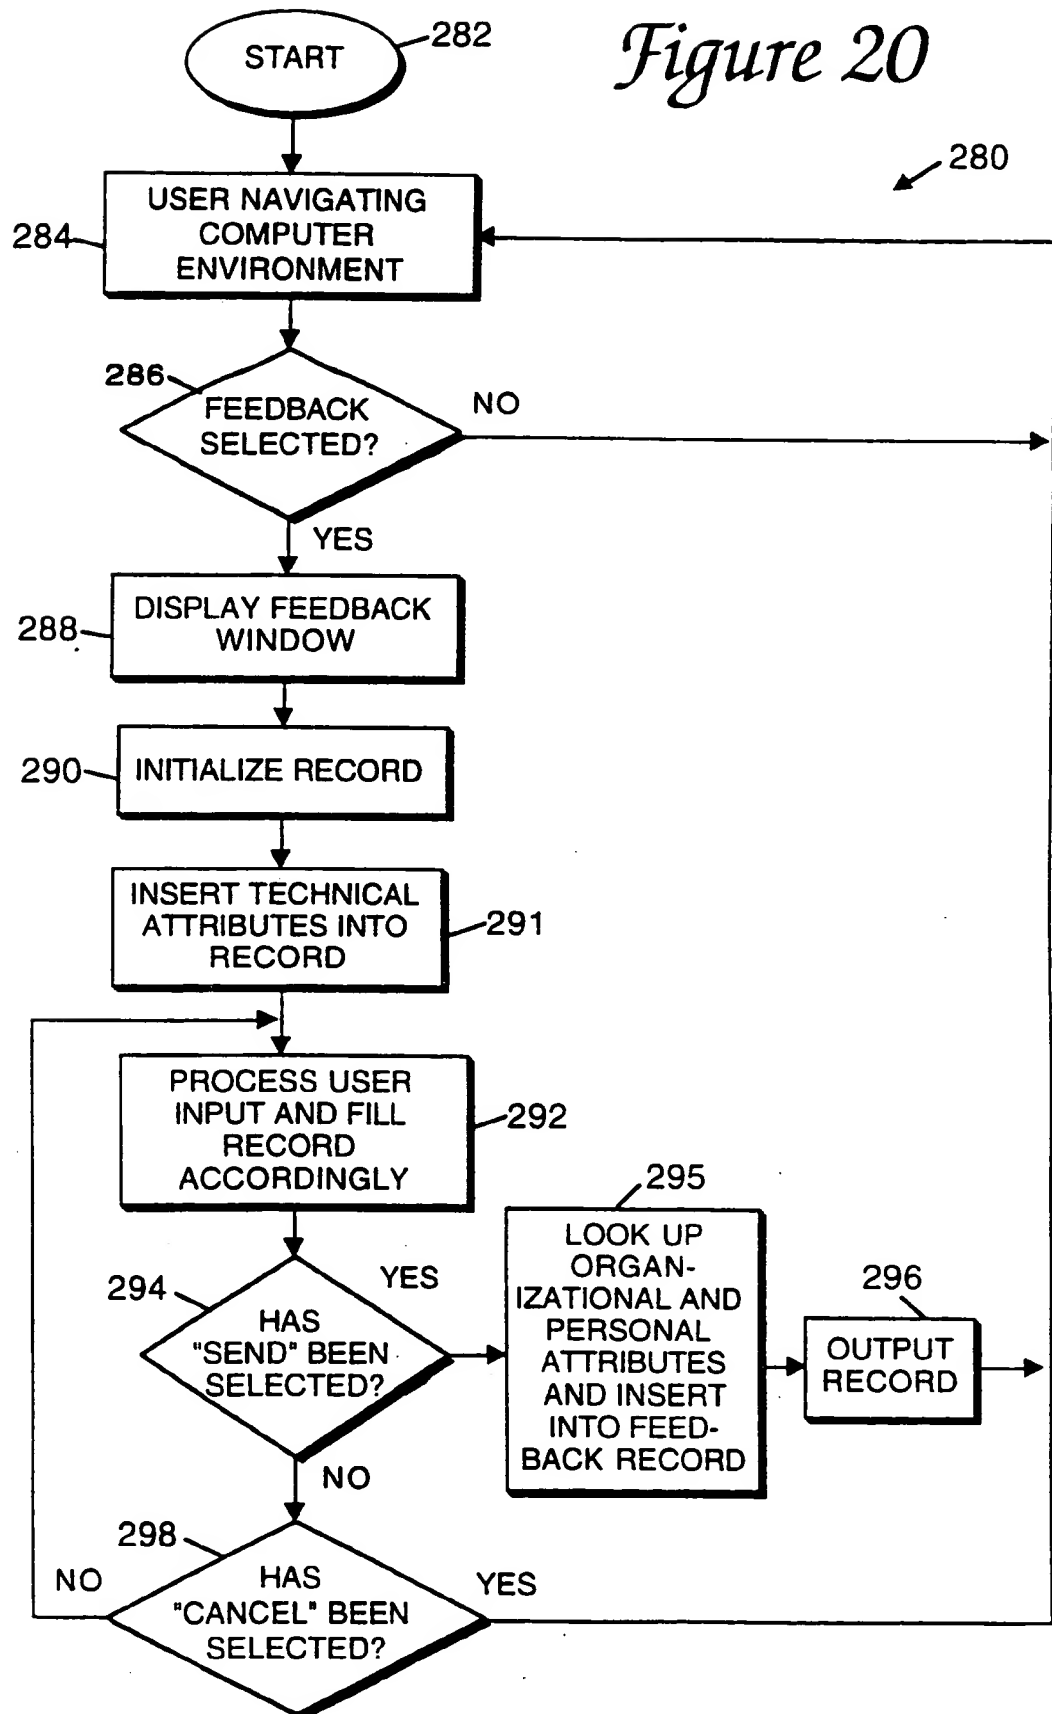 START
282
Figure 20
280
USER NAVIGATING
COMPUTER
ENVIRONMENT
284
286
FEEDBACK
SELECTED?
NO
YES
DISPLAY FEEDBACK
WINDOW
288
INITIALIZE RECORD
290
INSERT TECHNICAL
ATTRIBUTES INTO
RECORD
291
PROCESS USER
INPUT AND FILL
RECORD
ACCORDINGLY
292
294
HAS
"SEND" BEEN
SELECTED?
YES
NO
295
LOOK UP
ORGAN-
IZATIONAL AND
PERSONAL
ATTRIBUTES
AND INSERT
INTO FEED-
BACK RECORD
296
OUTPUT
RECORD
298
HAS
"CANCEL" BEEN
SELECTED?
NO
YES